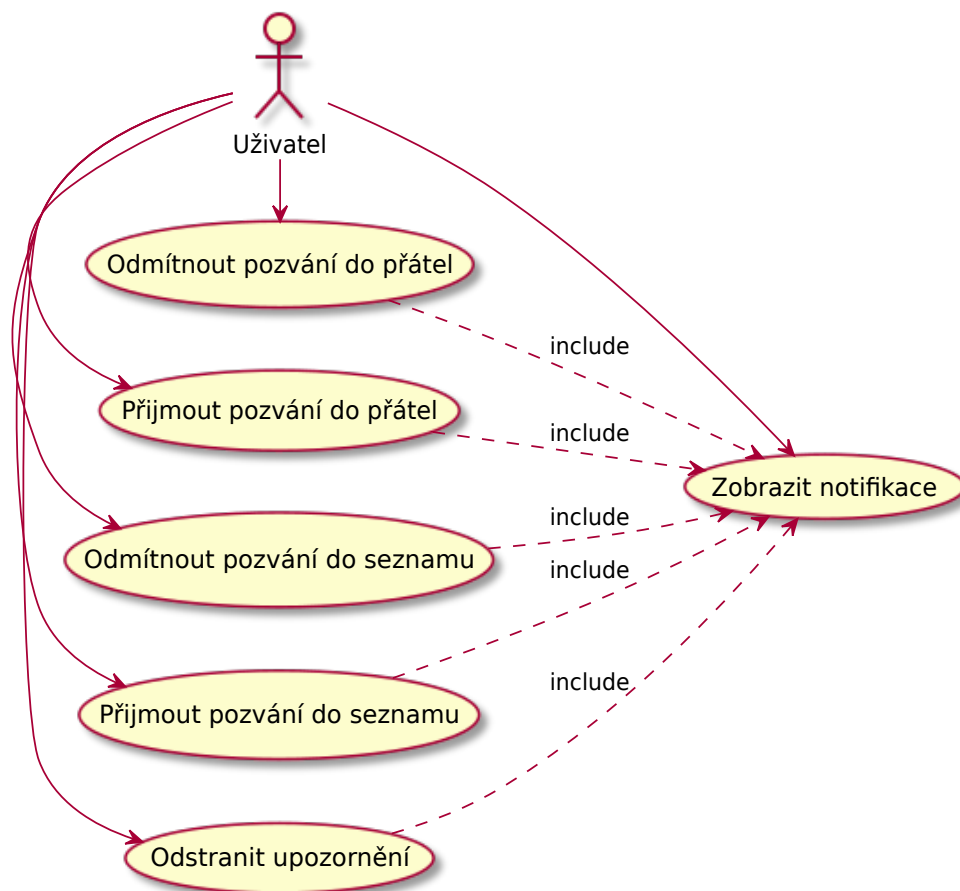 Uživatel
Odmítnout pozvání do přátel
include
Přijmout pozvání do přátel
include
Zobrazit notifikace
include
Odmítnout pozvání do seznamu
include
include
Přijmout pozvání do seznamu
Odstranit upozornění